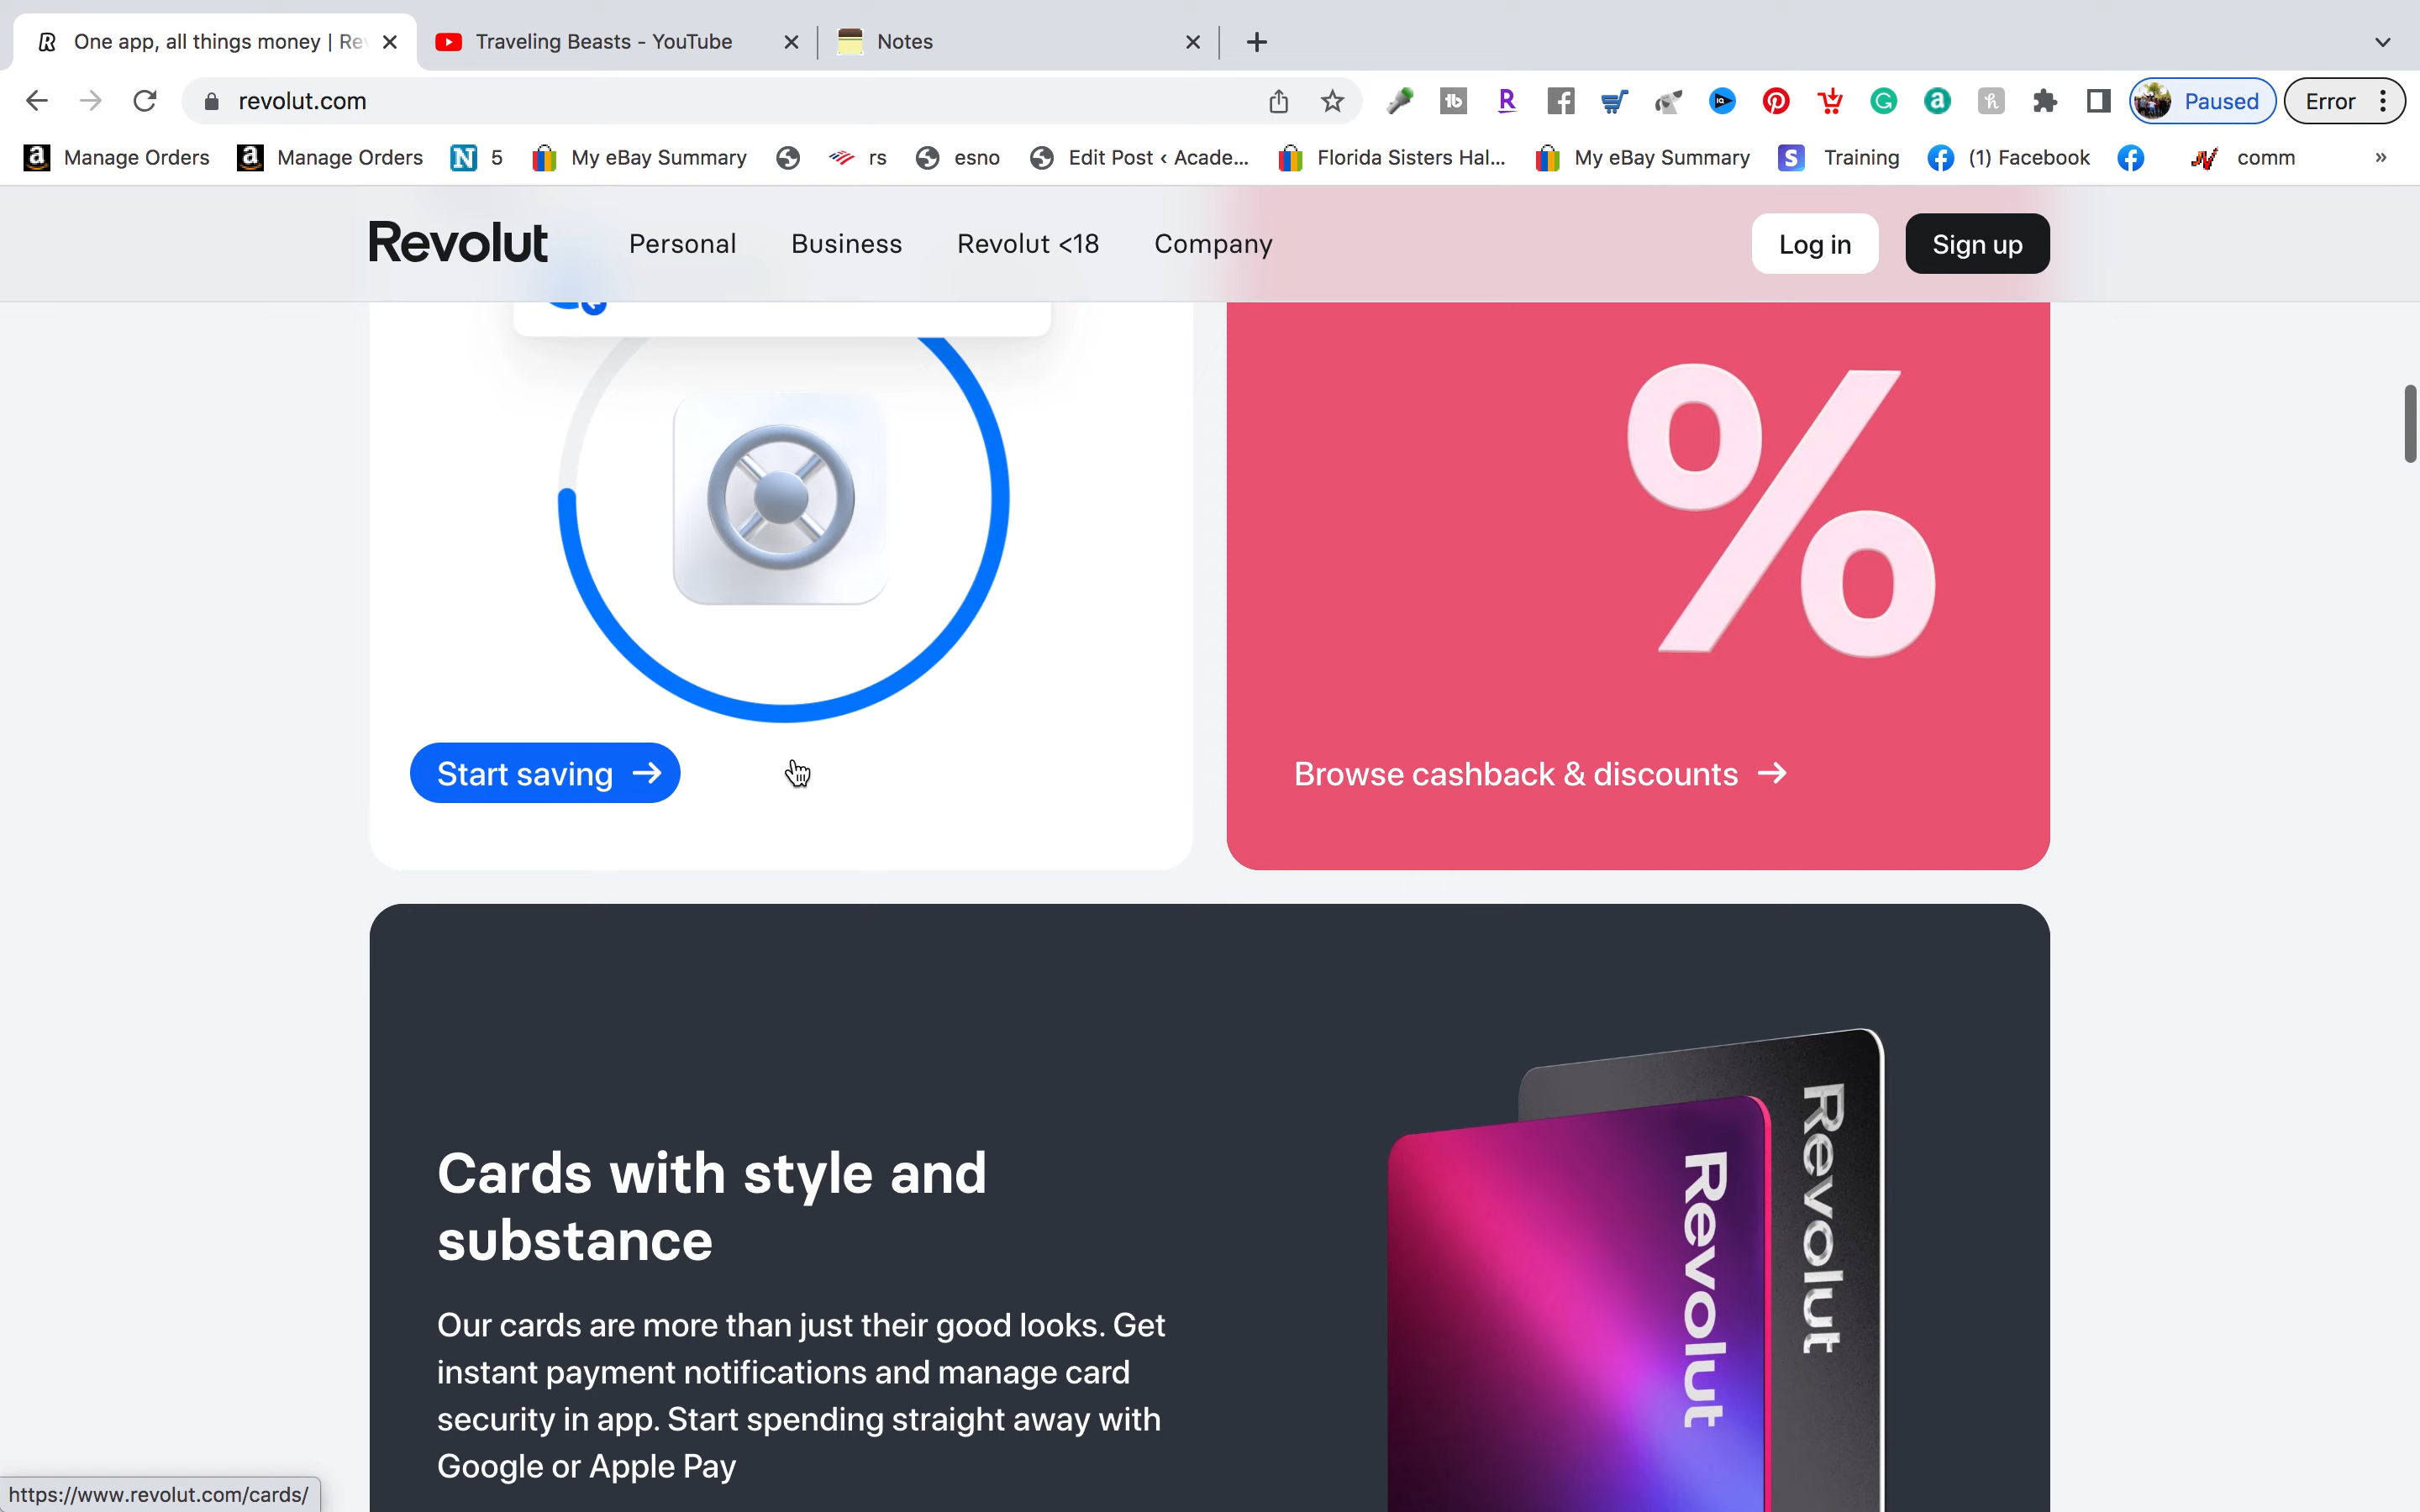 One app, all things money | Re
Traveling Beasts - YouTube
Notes
revolut.com
Paused
Error
Manage Orders
Manage Orders
5
My eBay Summary
rs
esno
Edit Post ‹ Acade...
Florida Sisters Hal...
My eBay Summary
Training
(1) Facebook
comm
»
Revolut
Personal
Business
Revolut <18
Company
Log in
Sign up
%
Start saving →
Browse cashback & discounts →
Cards with style and
substance
Our cards are more than just their good looks. Get
instant payment notifications and manage card
security in app. Start spending straight away with
Google or Apple Pay
Revolut
Revolut
https://www.revolut.com/cards/